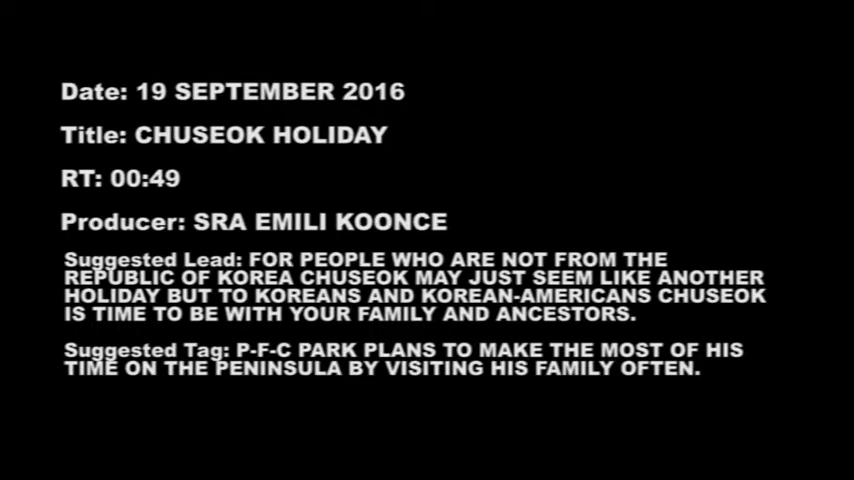 Date: 19 SEPTEMBER 2016
Title: CHUSEOK HOLIDAY
RT: 00:49
Producer: SRA EMILI KOONCE
Suggested Lead: FOR PEOPLE WHO ARE NOT FROM THE
REPUBLIC OF KOREA CHUSEOK MAY JUST SEEM LIKE ANOTHER
HOLIDAY BUT TO KOREANS AND KOREAN-AMERICANS CHUSEOK
IS TIME TO BE WITH YOUR FAMILY AND ANCESTORS.
Suggested Tag: P-F-C PARK PLANS TO MAKE THE MOST OF HIS
TIME ON THE PENINSULA BY VISITING HIS FAMILY OFTEN.